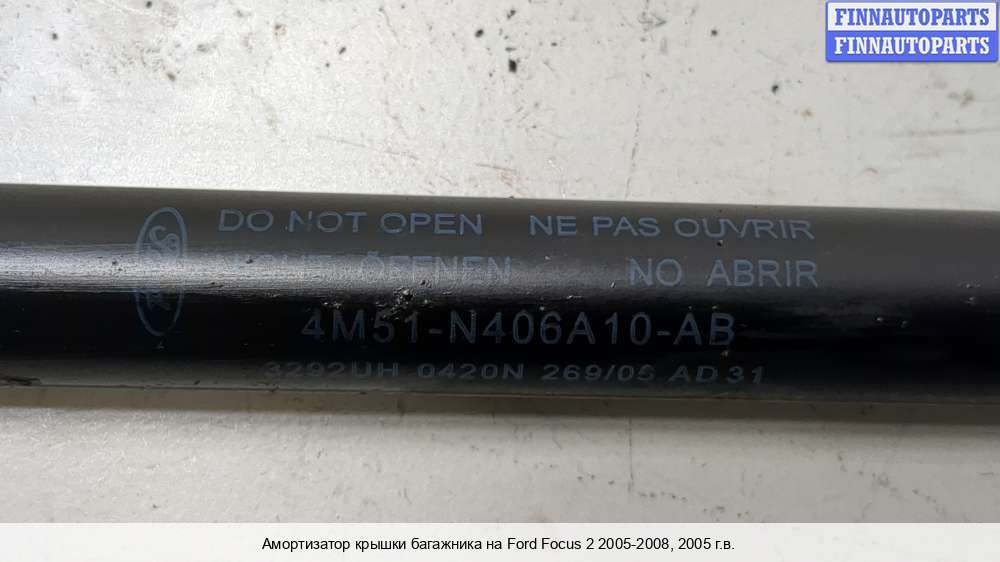 FINNAUTOPARTS
FINNAUTOPARTS
DO NOT OPEN NE PAS OUVRIR
ÖFFNEN NO ABRIR
4M51-N406A10-AB
3292UH 0420N 269/05 AD 31
Амортизатор крышки багажника на Ford Focus 2 2005-2008, 2005 г.в.